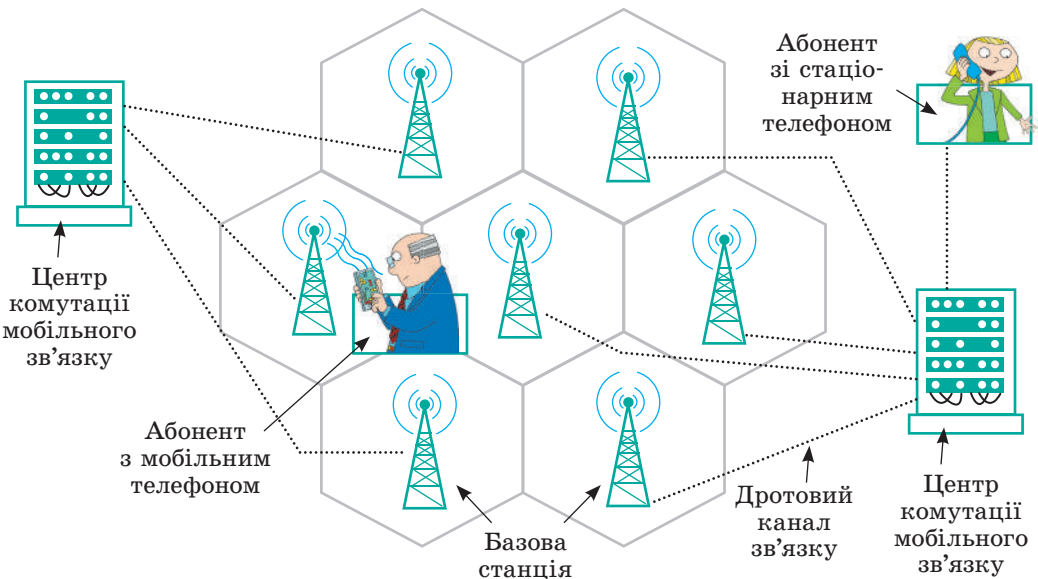 Абонент
зі стаціо-
нарним
телефоном
Центр
комутації
мобільного
зв’язку
Абонент
з мобільним
телефоном
Базова
станція
Дротовий
канал
зв’язку
Центр
комутації
мобільного
зв’язку